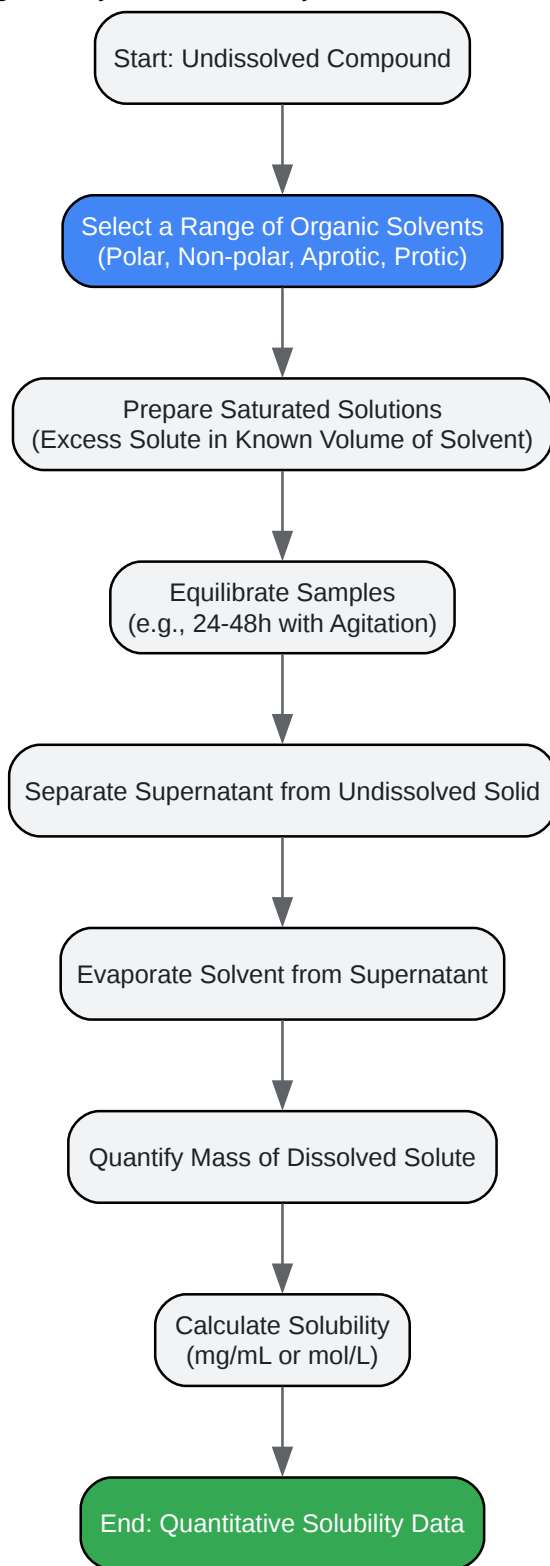 Start: Undissolved Compound
Select a Range of Organic Solvents
(Polar, Non-polar, Aprotic, Protic)
Prepare Saturated Solutions
(Excess Solute in Known Volume of Solvent)
Equilibrate Samples
(e.g., 24-48h with Agitation)
Separate Supernatant from Undissolved Solid
Evaporate Solvent from Supernatant
Quantify Mass of Dissolved Solute
Calculate Solubility
(mg/mL or mol/L)
End: Quantitative Solubility Data